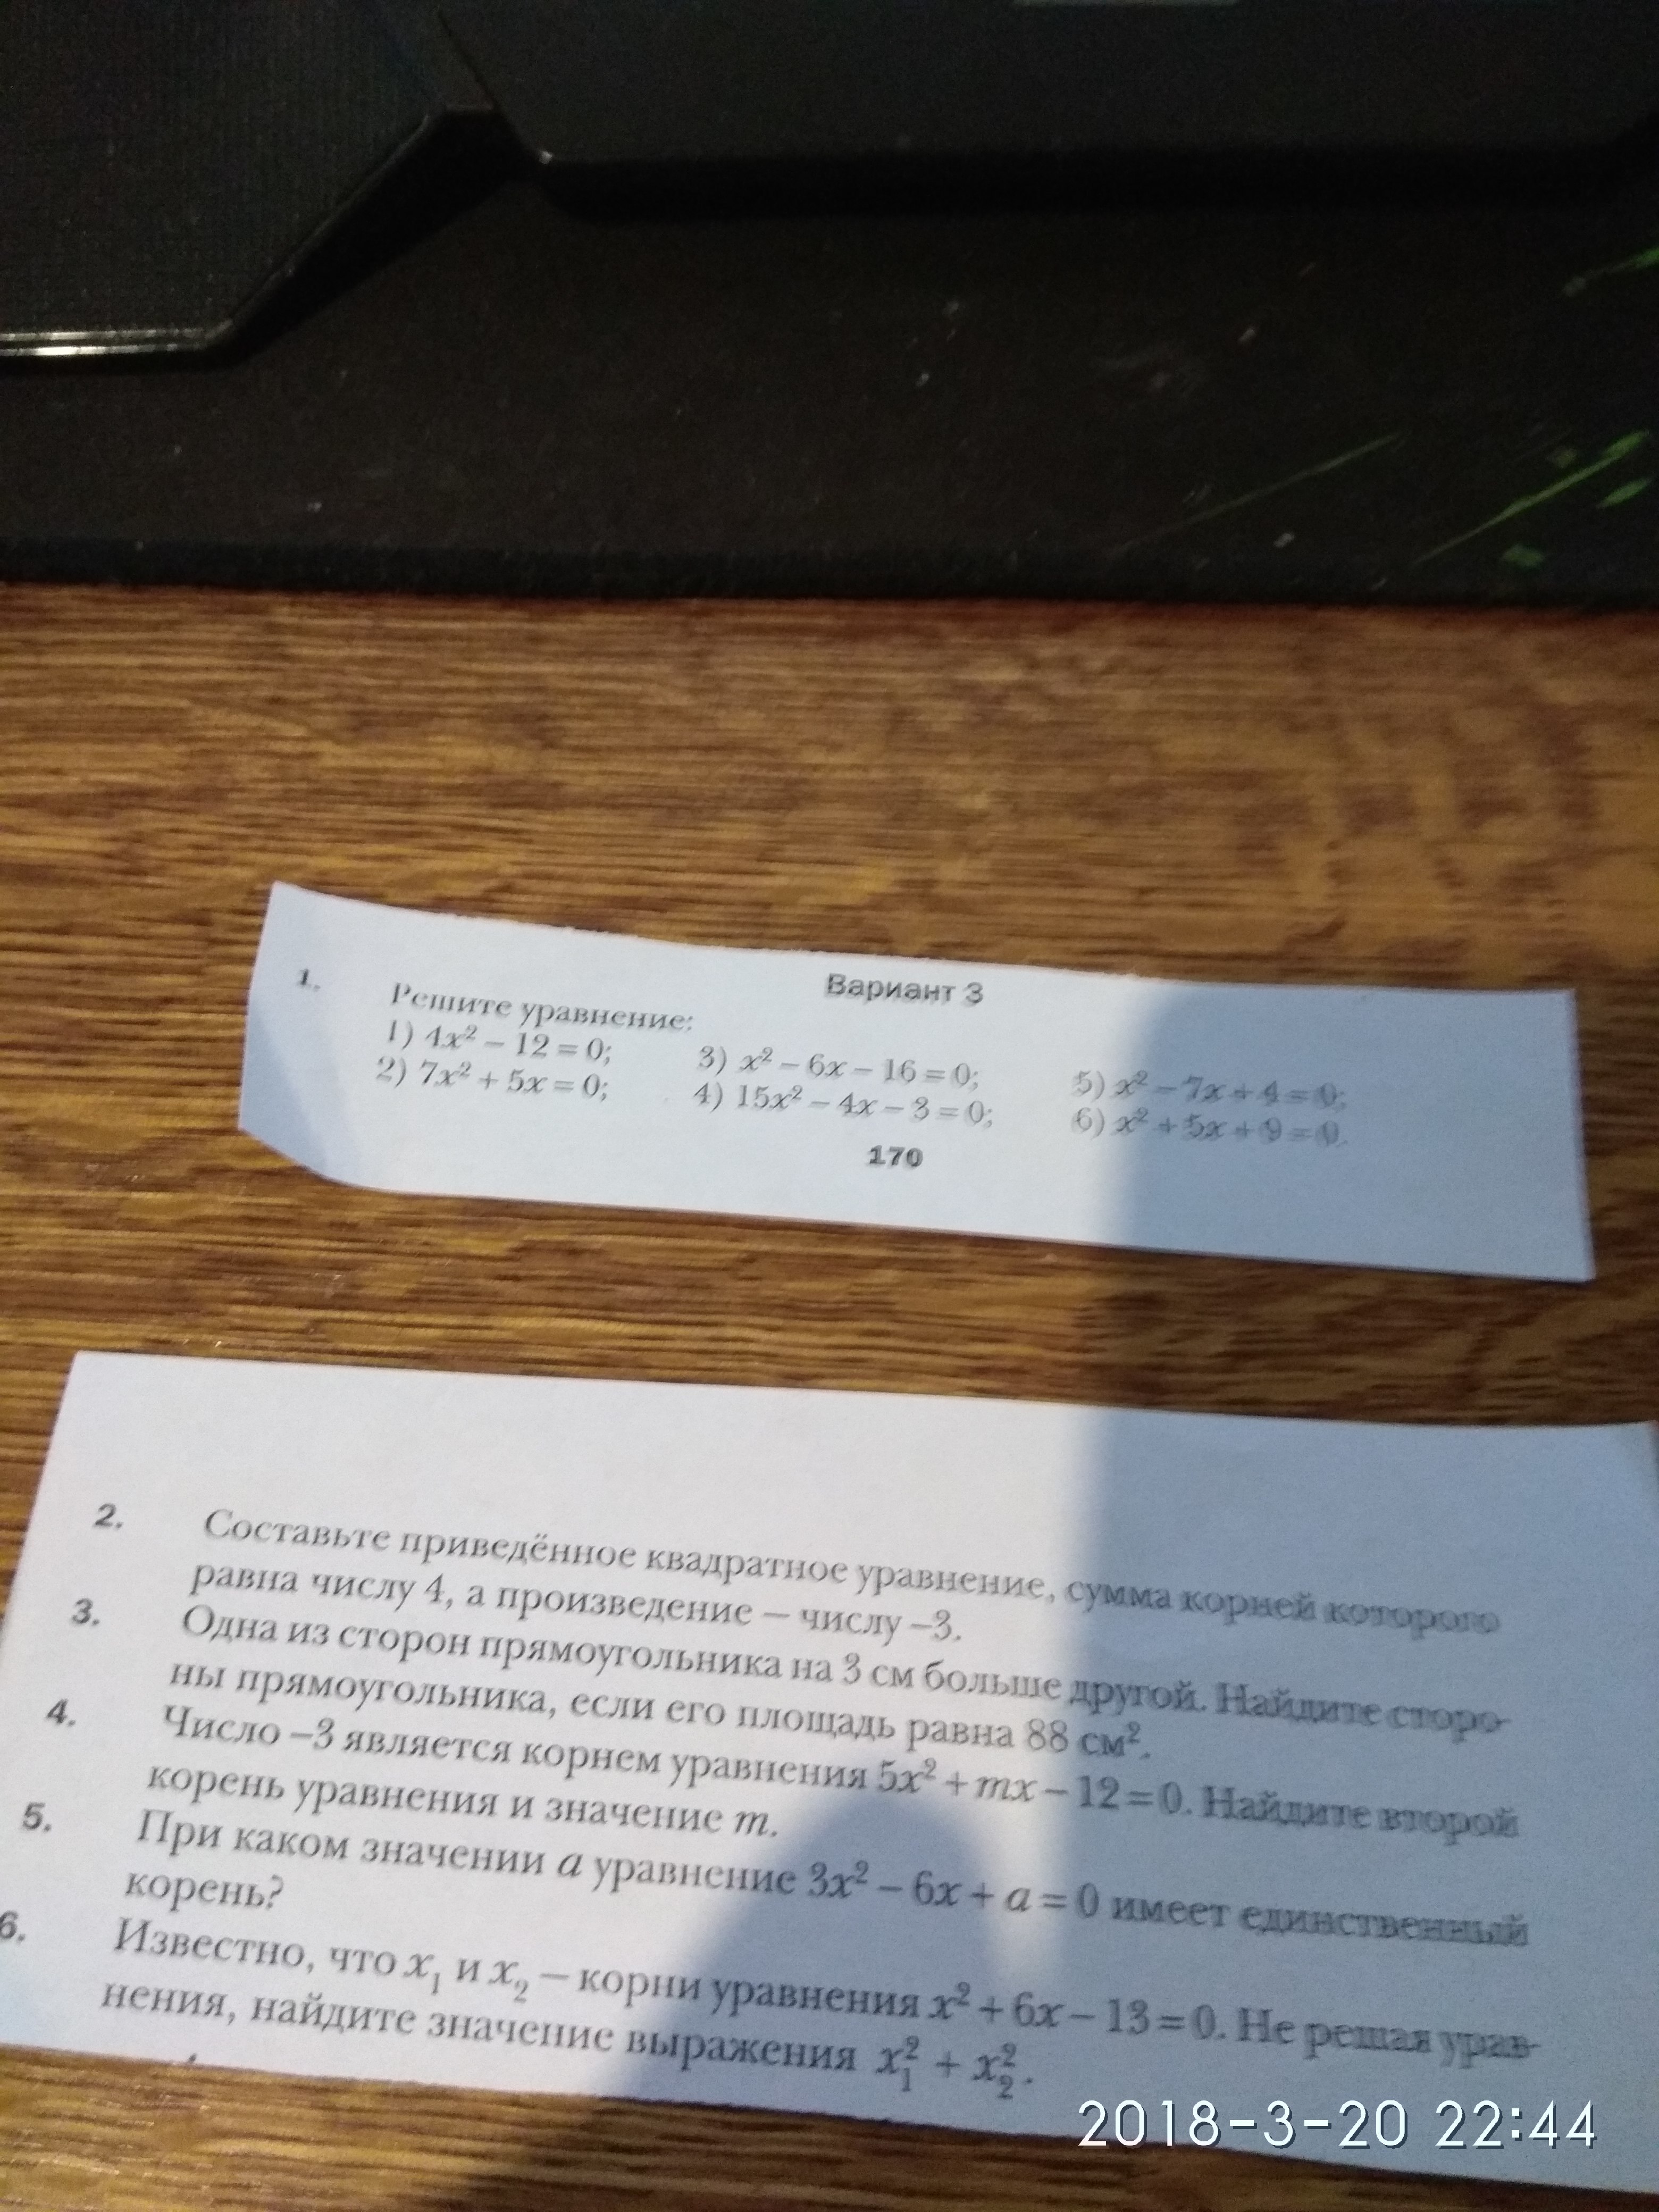 Вариант 3
1. Решите уравнение:
1) 4x² – 12 = 0; 3) x² – 6x – 16 = 0; 5) x² – 7x + 4 = 0;
2) 7x² + 5x = 0; 4) 15x² – 4x – 3 = 0; 6) x² + 5x + 9 = 0.
170
2. Составьте приведённое квадратное уравнение, сумма корней которого
равна числу 4, а произведение – числу –3.
3. Одна из сторон прямоугольника на 3 см больше другой. Найдите сторо-
ны прямоугольника, если его площадь равна 88 см².
4. Число –3 является корнем уравнения 5x² + mx – 12 = 0. Найдите второй
корень уравнения и значение m.
5. При каком значении a уравнение 3x² – 6x + a = 0 имеет единственный
корень?
6. Известно, что x₁ и x₂ – корни уравнения x² + 6x – 13 = 0. Не решая урав-
нения, найдите значение выражения x₁² + x₂².
2018-3-20 22:44